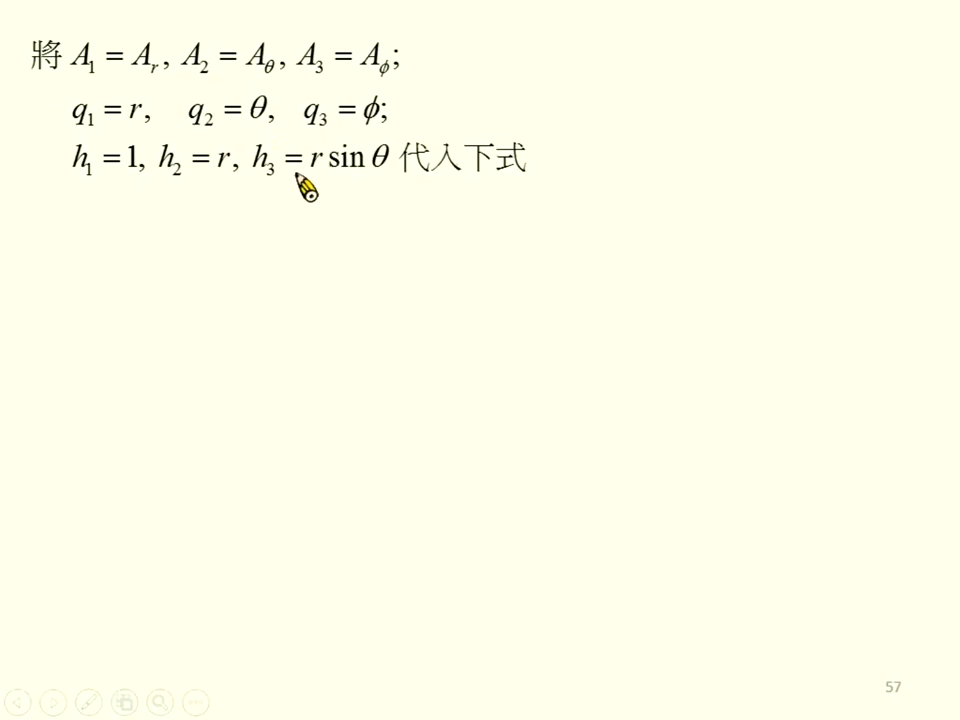 將 A₁ = Aᵣ, A₂ = A_θ, A₃ = A_ϕ;
q₁ = r, q₂ = θ, q₃ = ϕ;
h₁ = 1, h₂ = r, h₃ = r sin θ 代入下式
57